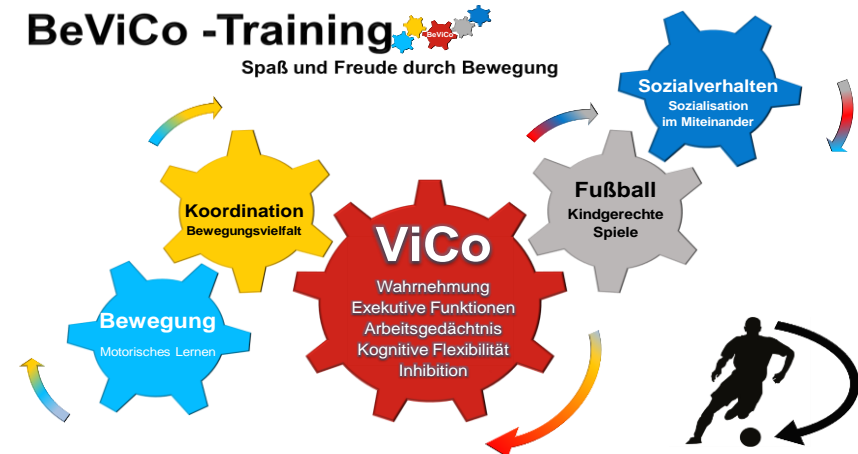 BeViCo -Training
BeViCo
Spaß und Freude durch Bewegung
Sozialverhalten
Sozialisation
im Miteinander
Fußball
Kindgerechte
Spiele
Koordination
Bewegungsvielfalt
ViCo
Wahrnehmung
Exekutive Funktionen
Arbeitsgedächtnis
Kognitive Flexibilität
Inhibition
Bewegung
Motorisches Lernen